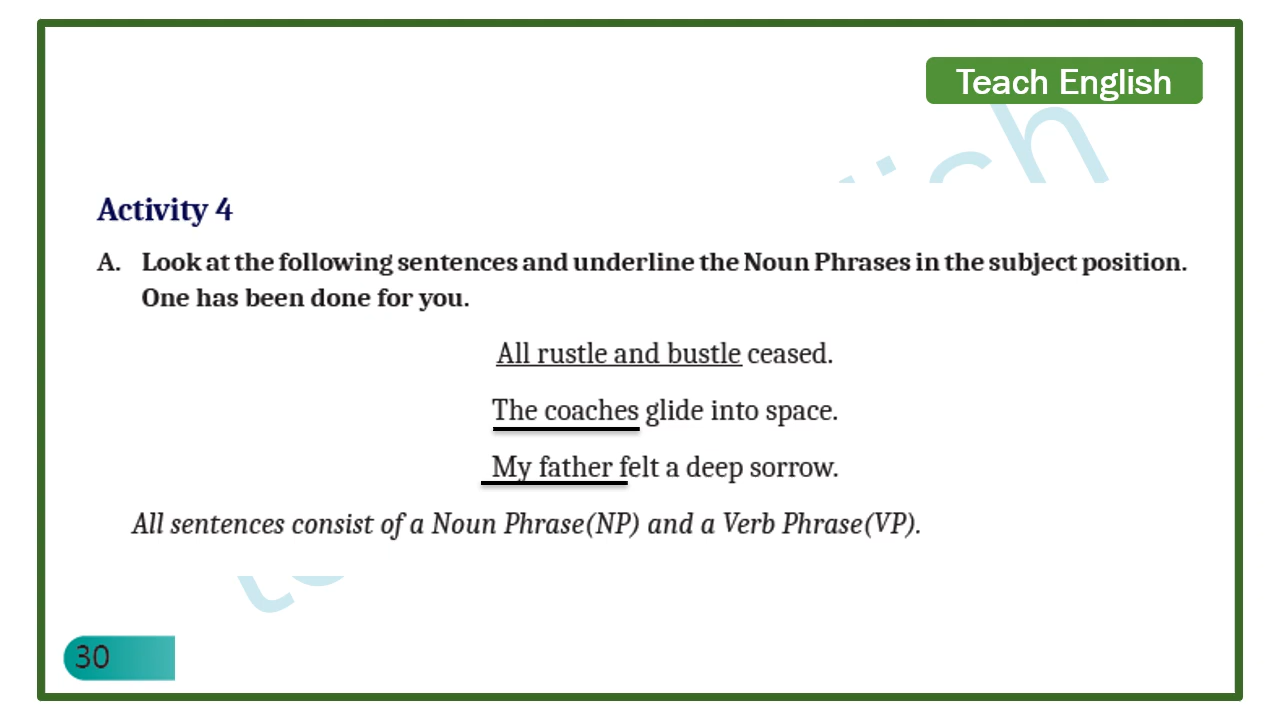 Teach English
Activity 4
A. Look at the following sentences and underline the Noun Phrases in the subject position.
One has been done for you.
All rustle and bustle ceased.
The coaches glide into space.
My father felt a deep sorrow.
All sentences consist of a Noun Phrase(NP) and a Verb Phrase(VP).
30